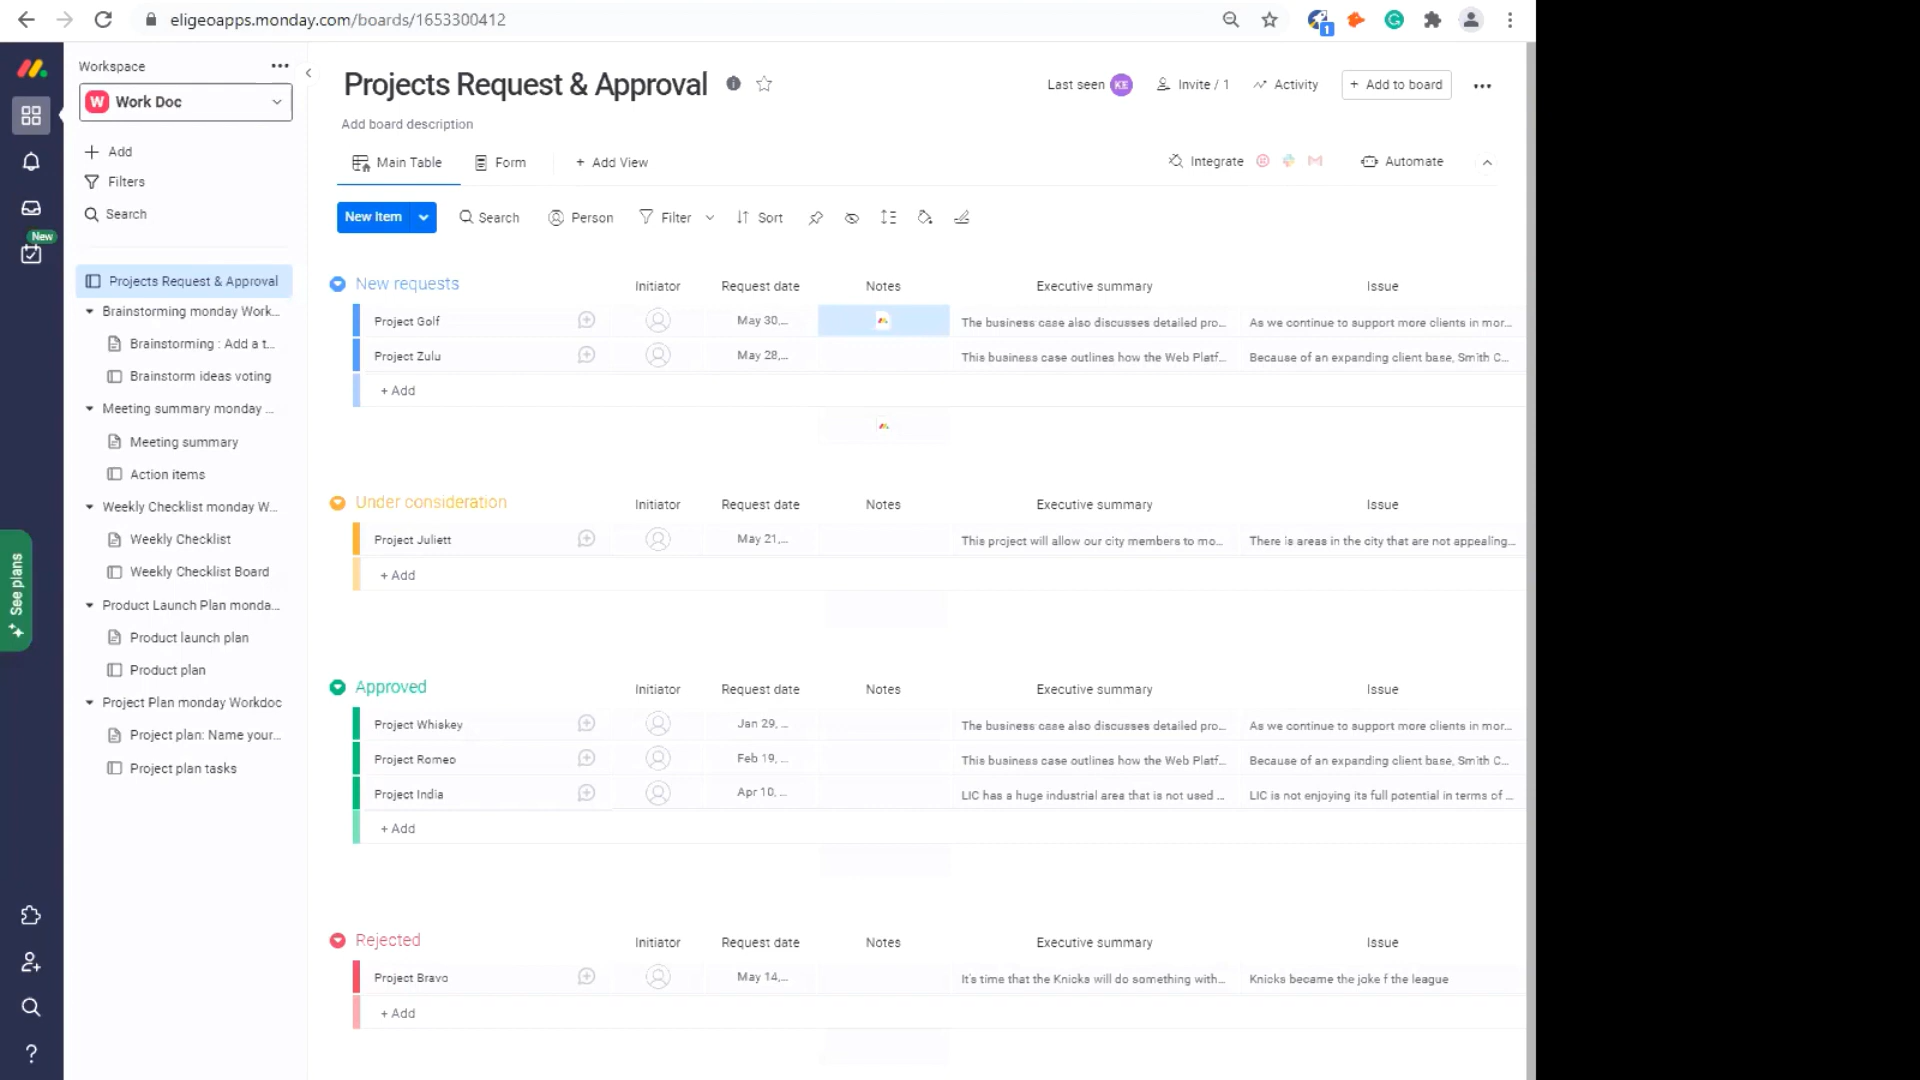 eligeoapps.monday.com/boards/1653300412
1
Workspace
W Work Doc
Add
Filters
Search
New
See plans
Projects Request & Approval
Brainstorming monday Work...
Brainstorming : Add a t...
Brainstorm ideas voting
Meeting summary monday ...
Meeting summary
Action items
Weekly Checklist monday W...
Weekly Checklist
Weekly Checklist Board
Product Launch Plan monda...
Product launch plan
Product plan
Project Plan monday Workdoc
Project plan: Name your...
Project plan tasks
Projects Request & Approval
Last seen KE Invite / 1 Activity + Add to board
Add board description
Main Table Form + Add View Integrate Automate
New Item Search Person Filter Sort
New requests Initiator Request date Notes Executive summary Issue
Project Golf May 30,... The business case also discusses detailed pro... As we continue to support more clients in mor...
Project Zulu May 28,... This business case outlines how the Web Platf... Because of an expanding client base, Smith C...
+ Add
Under consideration Initiator Request date Notes Executive summary Issue
Project Juliett May 21,... This project will allow our city members to mo... There is areas in the city that are not appealing...
+ Add
Approved Initiator Request date Notes Executive summary Issue
Project Whiskey Jan 29, ... The business case also discusses detailed pro... As we continue to support more clients in mor...
Project Romeo Feb 19, ... This business case outlines how the Web Platf... Because of an expanding client base, Smith C...
Project India Apr 10, ... LIC has a huge industrial area that is not used ... LIC is not enjoying its full potential in terms of ...
+ Add
Rejected Initiator Request date Notes Executive summary Issue
Project Bravo May 14,... It's time that the Knicks will do something with... Knicks became the joke f the league
+ Add